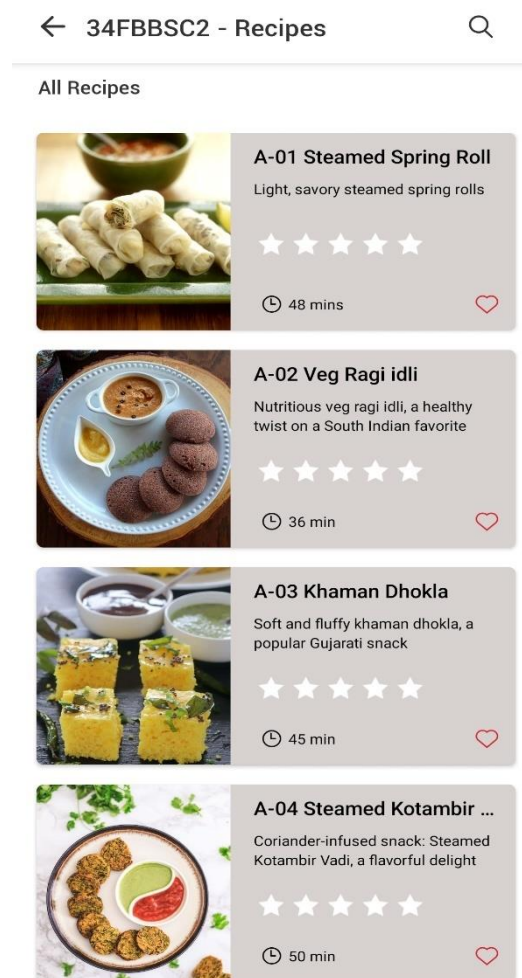 34FBBSC2 - Recipes
All Recipes
A-01 Steamed Spring Roll
Light, savory steamed spring rolls
48 mins
A-02 Veg Ragi idli
Nutritious veg ragi idli, a healthy
twist on a South Indian favorite
36 min
A-03 Khaman Dhokla
Soft and fluffy khaman dhokla, a
popular Gujarati snack
45 min
A-04 Steamed Kotambir ...
Coriander-infused snack: Steamed
Kotambir Vadi, a flavorful delight
50 min